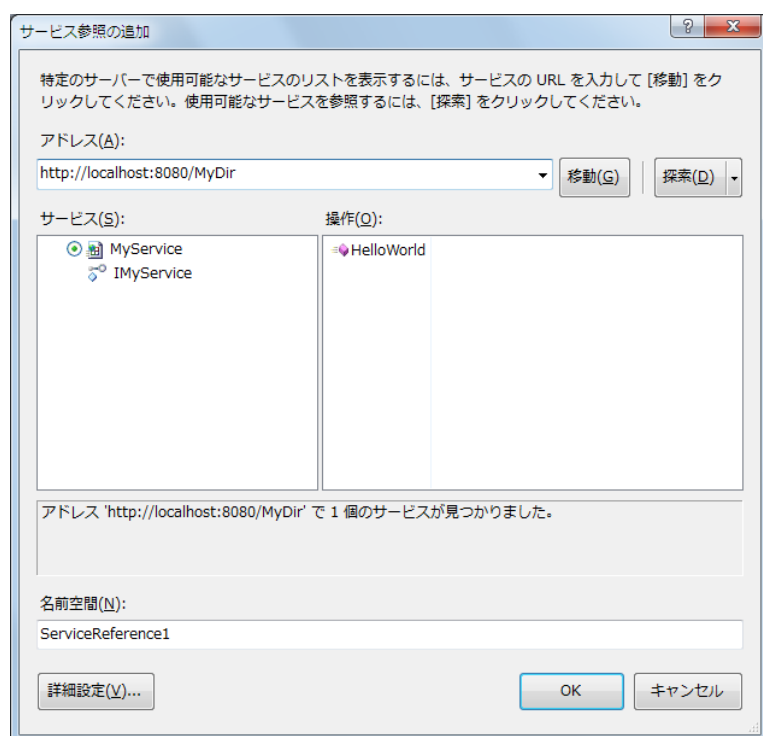 サービス参照の追加
特定のサーバーで使用可能なサービスのリストを表示するには、サービスの URL を入力して [移動] をク
リックしてください。使用可能なサービスを参照するには、[探索] をクリックしてください。
アドレス(A):
http://localhost:8080/MyDir
移動(G)
探索(D)
サービス(S):
操作(O):
MyService
HelloWorld
IMyService
アドレス 'http://localhost:8080/MyDir' で 1 個のサービスが見つかりました。
名前空間(N):
ServiceReference1
詳細設定(V)...
OK
キャンセル